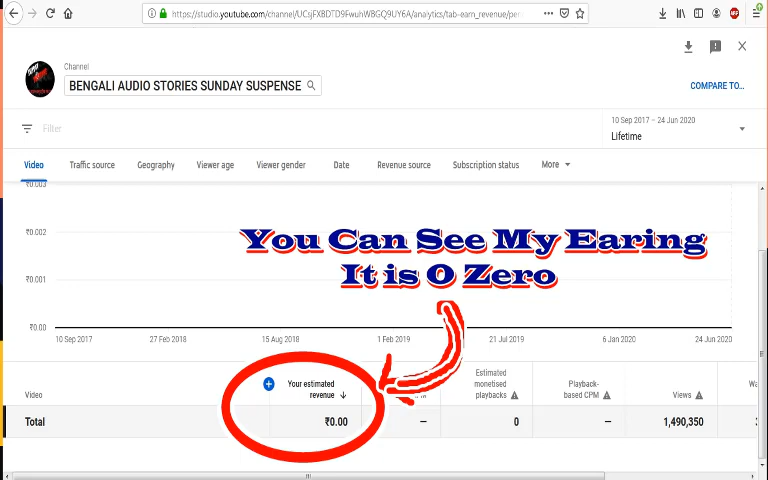 https://studio.youtube.com/channel/UCsjFXBDTD9FwuhW8GQ9UY6A/analytics/tab-earn_revenue/per
Channel
BENGALI AUDIO STORIES SUNDAY SUSPENSE
COMPARE TO...
Filter
10 Sep 2017 – 24 Jun 2020
Lifetime
Video Traffic source Geography Viewer age Viewer gender Date Revenue source Subscription status More
₹0.003
₹0.002
You Can See My Earing
It is 0 Zero
₹0.001
₹0.00
10 Sep 2017 27 Feb 2018 15 Aug 2018 1 Feb 2019 21 Jul 2019 6 Jan 2020 24 Jun 2020
Video
Your estimated
revenue
Estimated
monetised
playbacks
Playback-
based CPM
Views
Wa
Total ₹0.00 — 0 — 1,490,350